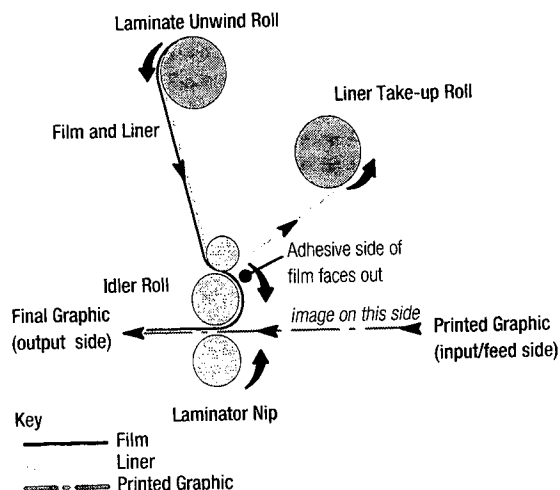 Laminate Unwind Roll
Liner Take-up Roll
Film and Liner
Adhesive side of
film faces out
Idler Roll
image on this side
Final Graphic
(output side)
Printed Graphic
(input/feed side)
Laminator Nip
Key
Film
Liner
Printed Graphic